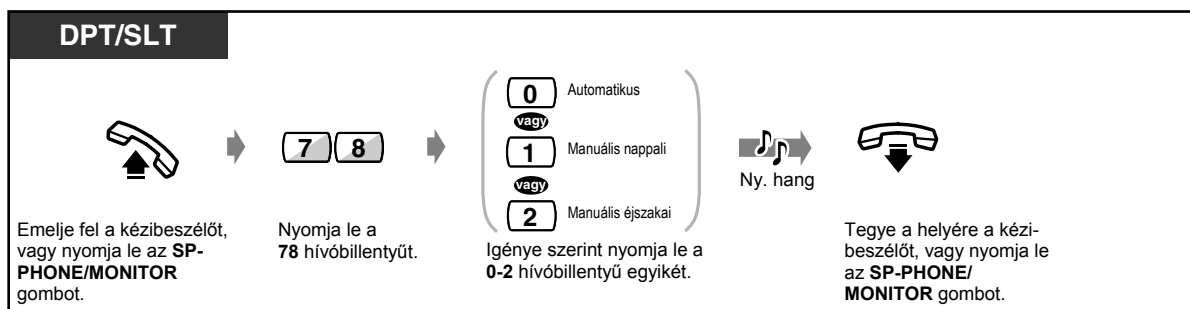 DPT/SLT
Emelje fel a kézibeszélőt,
vagy nyomja le az SP-
PHONE/MONITOR
gombot.
7 8
Nyomja le a
78 hívóbillentyűt.
0 Automatikus
vagy
1 Manuális nappali
vagy
2 Manuális éjszakai
Igénye szerint nyomja le a
0-2 hívóbillentyű egyikét.
Ny. hang
Tegye a helyére a kézi-
beszélőt, vagy nyomja le
az SP-PHONE/
MONITOR gombot.